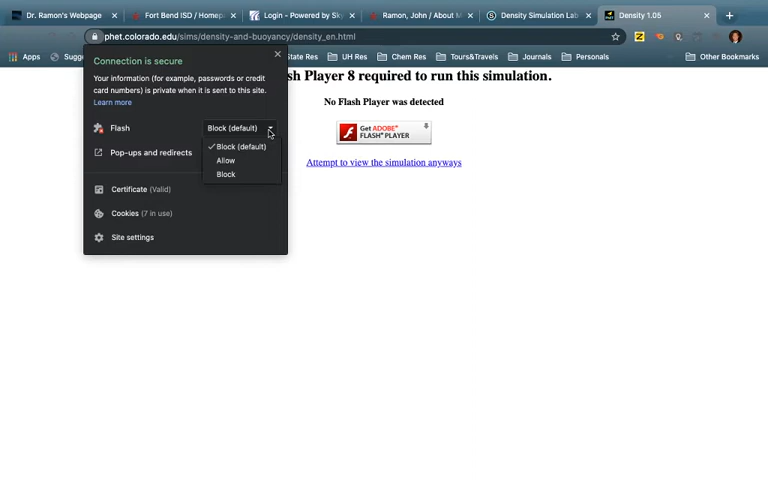 Dr. Ramon's Webpage
Fort Bend ISD / Homep
Login - Powered by Sk
Ramon, John / About M
Density Simulation Lab
Density 1.05
phet.colorado.edu/sims/density-and-buoyancy/density_en.html
Apps
Sugg
State Res
UH Res
Chem Res
Tours&Travels
Journals
Personals
Other Bookmarks
sh Player 8 required to run this simulation.
No Flash Player was detected
Get ADOBE®
FLASH® PLAYER
Attempt to view the simulation anyways
Connection is secure
Your information (for example, passwords or credit
card numbers) is private when it is sent to this site.
Learn more
Flash
Block (default)
Block (default)
Allow
Block
Pop-ups and redirects
Certificate (Valid)
Cookies (7 in use)
Site settings